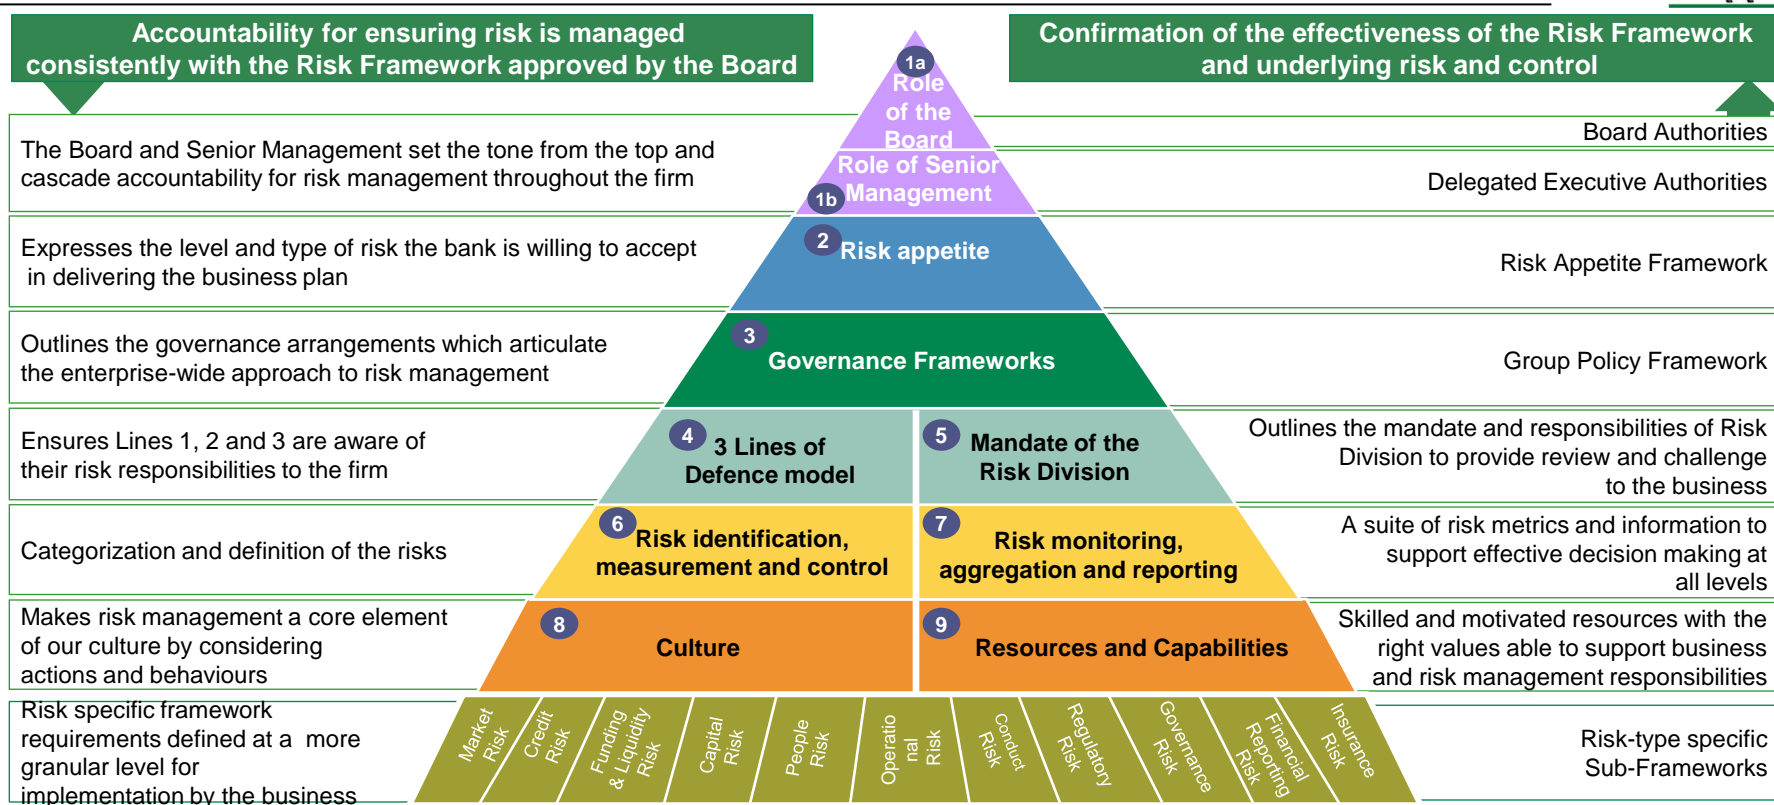 Accountability for ensuring risk is managed
consistently with the Risk Framework approved by the Board
Confirmation of the effectiveness of the Risk Framework
and underlying risk and control
1a
Role
of the
Board
The Board and Senior Management set the tone from the top and
cascade accountability for risk management throughout the firm
Board Authorities
Role of Senior
Management
1b
Delegated Executive Authorities
Expresses the level and type of risk the bank is willing to accept
in delivering the business plan
2
Risk appetite
Risk Appetite Framework
Outlines the governance arrangements which articulate
the enterprise-wide approach to risk management
3
Governance Frameworks
Group Policy Framework
Ensures Lines 1, 2 and 3 are aware of
their risk responsibilities to the firm
4
3 Lines of
Defence model
5
Mandate of the
Risk Division
Outlines the mandate and responsibilities of Risk
Division to provide review and challenge
to the business
Categorization and definition of the risks
6
Risk identification,
measurement and control
7
Risk monitoring,
aggregation and reporting
A suite of risk metrics and information to
support effective decision making at
all levels
Makes risk management a core element
of our culture by considering
actions and behaviours
8
Culture
9
Resources and Capabilities
Skilled and motivated resources with the
right values able to support business
and risk management responsibilities
Risk specific framework
requirements defined at a more
granular level for
implementation by the business
Market
Risk
Credit
Risk
Funding
& Liquidity
Risk
Capital
Risk
People
Risk
Operatio
nal
Risk
Conduct
Risk
Regulatory
Risk
Governance
Risk
Financial
Reporting
Risk
Insurance
Risk
Risk-type specific
Sub-Frameworks